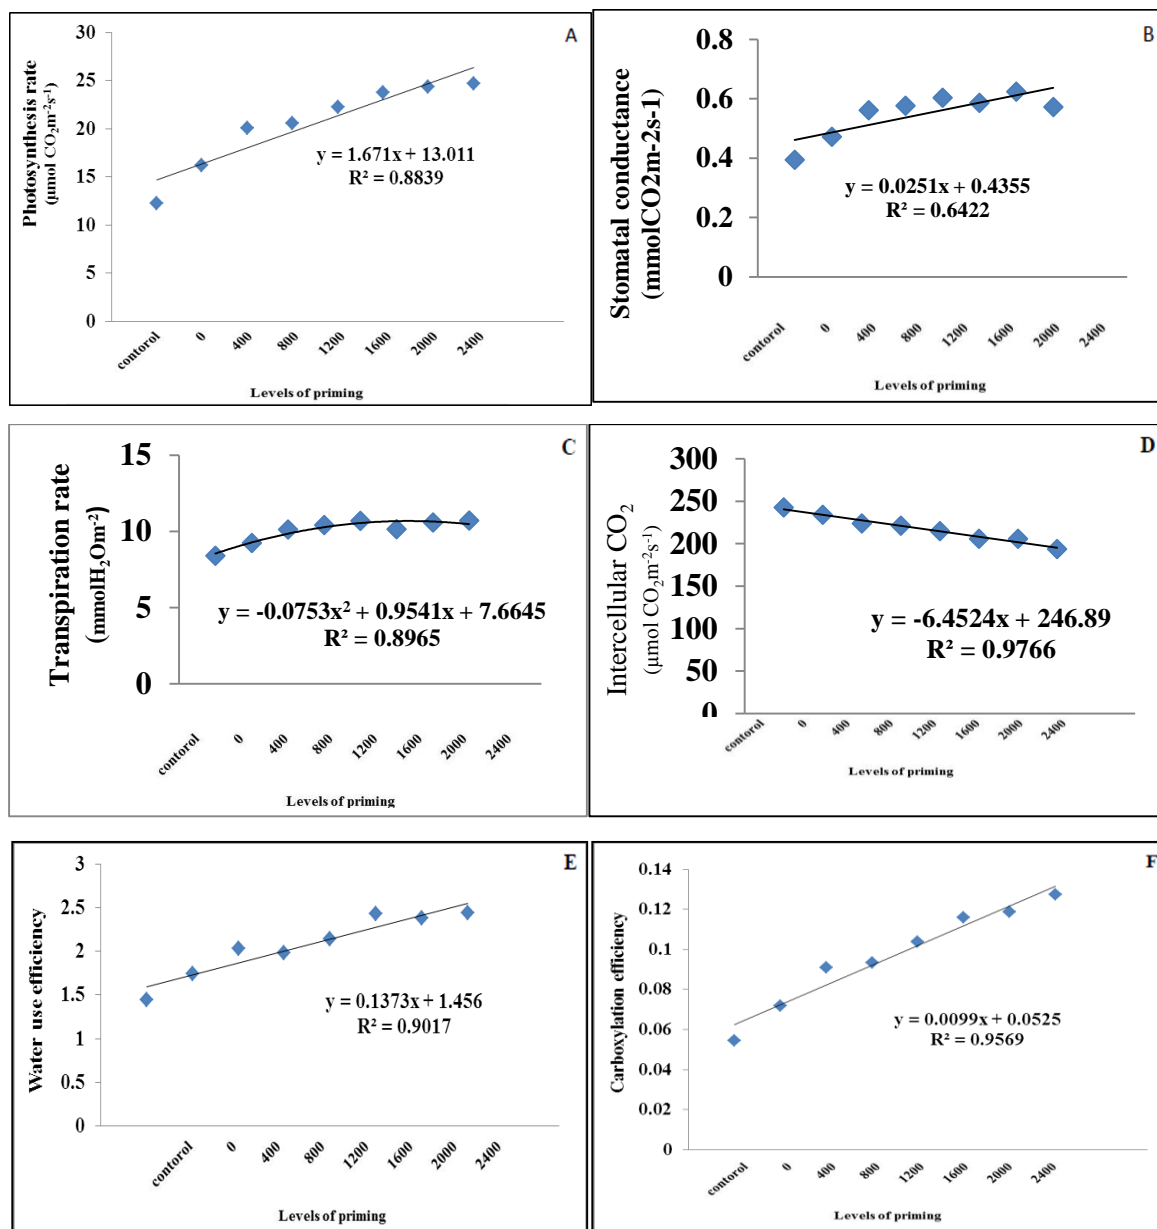 A
Photosynthesis rate
(µmol CO₂m⁻²s⁻¹)
30
25
20
15
10
5
0
y = 1.671x + 13.011
R² = 0.8839
contorol
0
400
800
1200
1600
2000
2400
Levels of priming
B
Stomatal conductance
(mmolCO2m-2s-1)
0.8
0.6
0.4
0.2
0
y = 0.0251x + 0.4355
R² = 0.6422
contorol
0
400
800
1200
1600
2000
2400
Levels of priming
C
Transpiration rate
(mmolH₂Om⁻²)
15
10
5
0
y = -0.0753x² + 0.9541x + 7.6645
R² = 0.8965
contorol
0
400
800
1200
1600
2000
2400
Levels of priming
D
Intercellular CO₂
(µmol CO₂m⁻²s⁻¹)
300
250
200
150
100
50
0
y = -6.4524x + 246.89
R² = 0.9766
contorol
0
400
800
1200
1600
2000
2400
Levels of priming
E
Water use efficiency
3
2.5
2
1.5
1
0.5
0
y = 0.1373x + 1.456
R² = 0.9017
contorol
0
400
800
1200
1600
2000
2400
Levels of priming
F
Carboxylation efficiency
0.14
0.12
0.1
0.08
0.06
0.04
0.02
0
y = 0.0099x + 0.0525
R² = 0.9569
contorol
0
400
800
1200
1600
2000
2400
Levels of priming